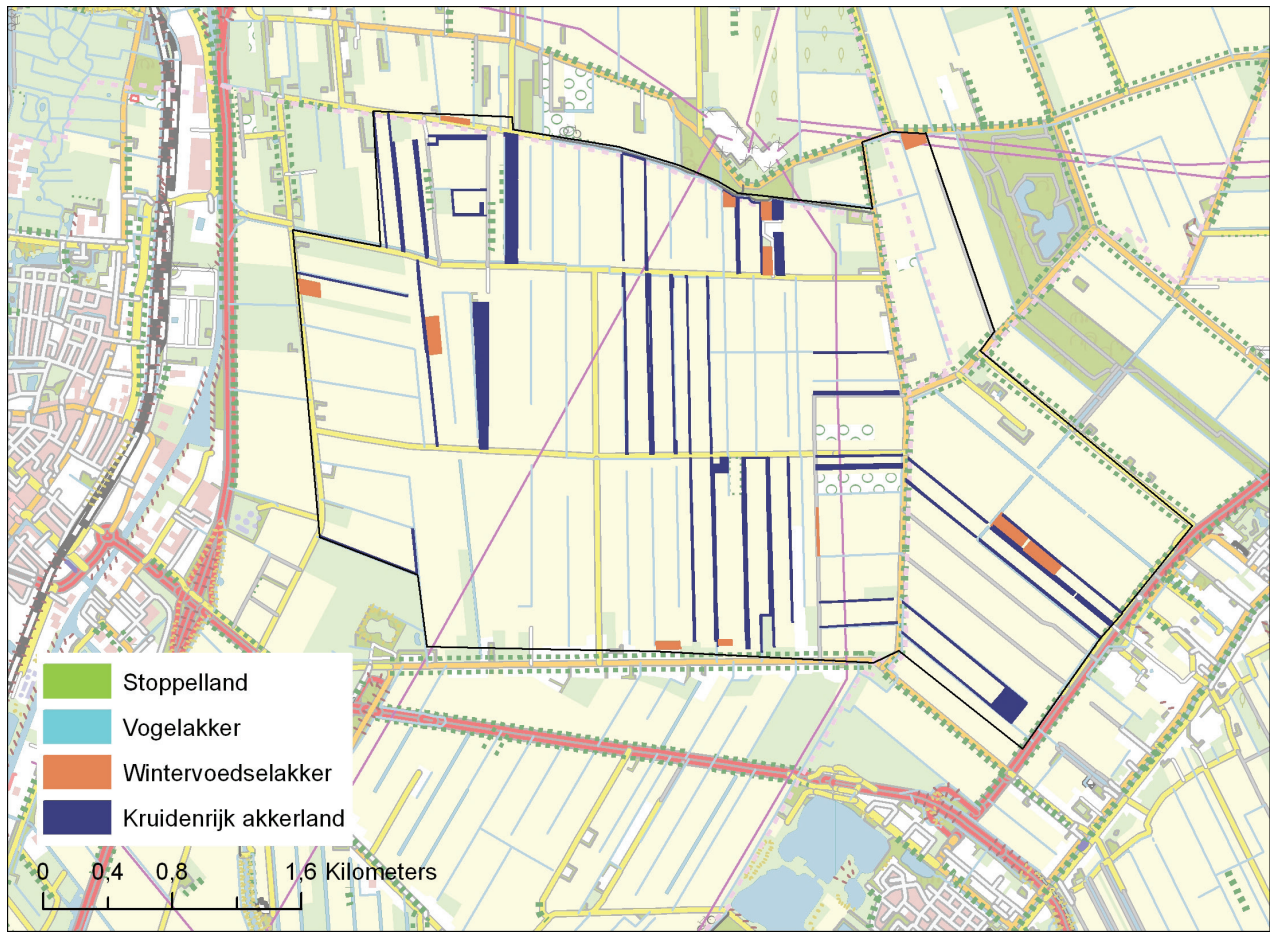 Stoppelland
Vogelakker
Wintervoedselakker
Kruidenrijk akkerland
0 0,4 0,8 1,6 Kilometers